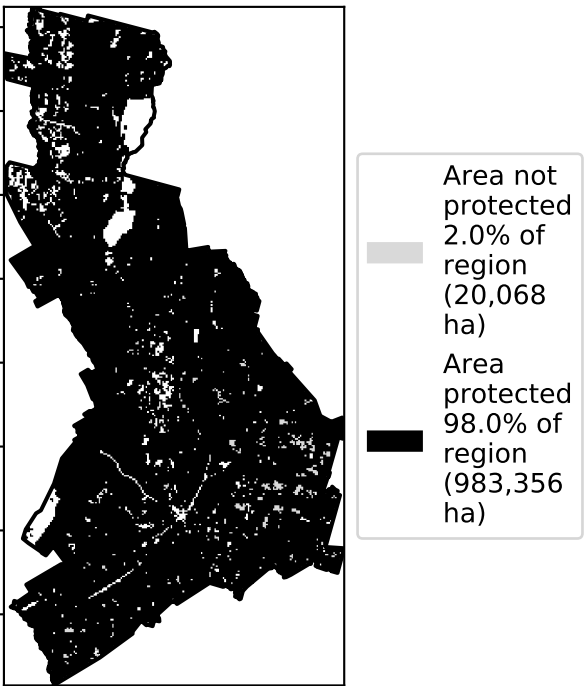 Area not
protected
2.0% of
region
(20,068
ha)
Area
protected
98.0% of
region
(983,356
ha)